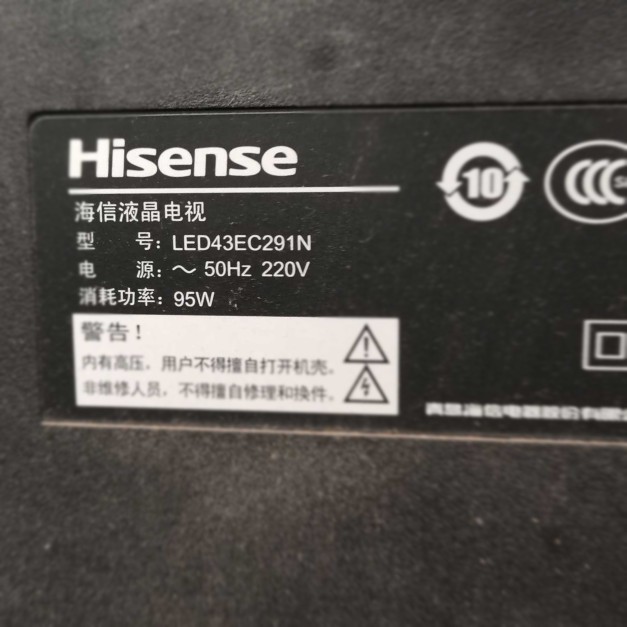 Hisense
10
海信液晶电视
型 号: LED43EC291N
电 源: ～ 50Hz 220V
消耗功率: 95W
警告!
内有高压，用户不得擅自打开机壳。
非维修人员，不得擅自修理和换件。